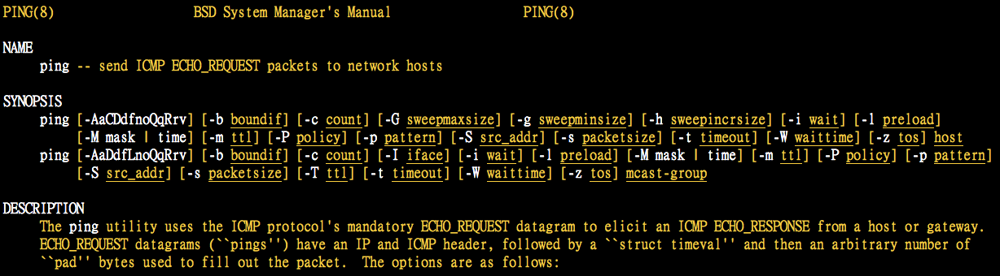 PING(8) BSD System Manager's Manual PING(8)
NAME
ping -- send ICMP ECHO_REQUEST packets to network hosts
SYNOPSIS
ping [-AaCDdfnoQqRrv] [-b boundif] [-c count] [-G sweepmaxsize] [-g sweepminsize] [-h sweepincrsize] [-i wait] [-l preload]
[-M mask | time] [-m ttl] [-P policy] [-p pattern] [-S src_addr] [-s packetsize] [-t timeout] [-W waittime] [-z tos] host
ping [-AaDdfLnoQqRrv] [-b boundif] [-c count] [-I iface] [-i wait] [-l preload] [-M mask | time] [-m ttl] [-P policy] [-p pattern]
[-S src_addr] [-s packetsize] [-T ttl] [-t timeout] [-W waittime] [-z tos] mcast-group
DESCRIPTION
The ping utility uses the ICMP protocol's mandatory ECHO_REQUEST datagram to elicit an ICMP ECHO_RESPONSE from a host or gateway.
ECHO_REQUEST datagrams (``pings'') have an IP and ICMP header, followed by a ``struct timeval'' and then an arbitrary number of
``pad'' bytes used to fill out the packet.  The options are as follows: